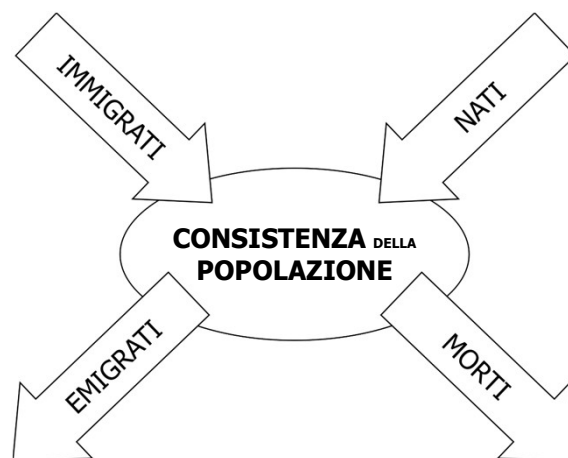 IMMIGRATI
NATI
CONSISTENZA DELLA
POPOLAZIONE
EMIGRATI
MORTI